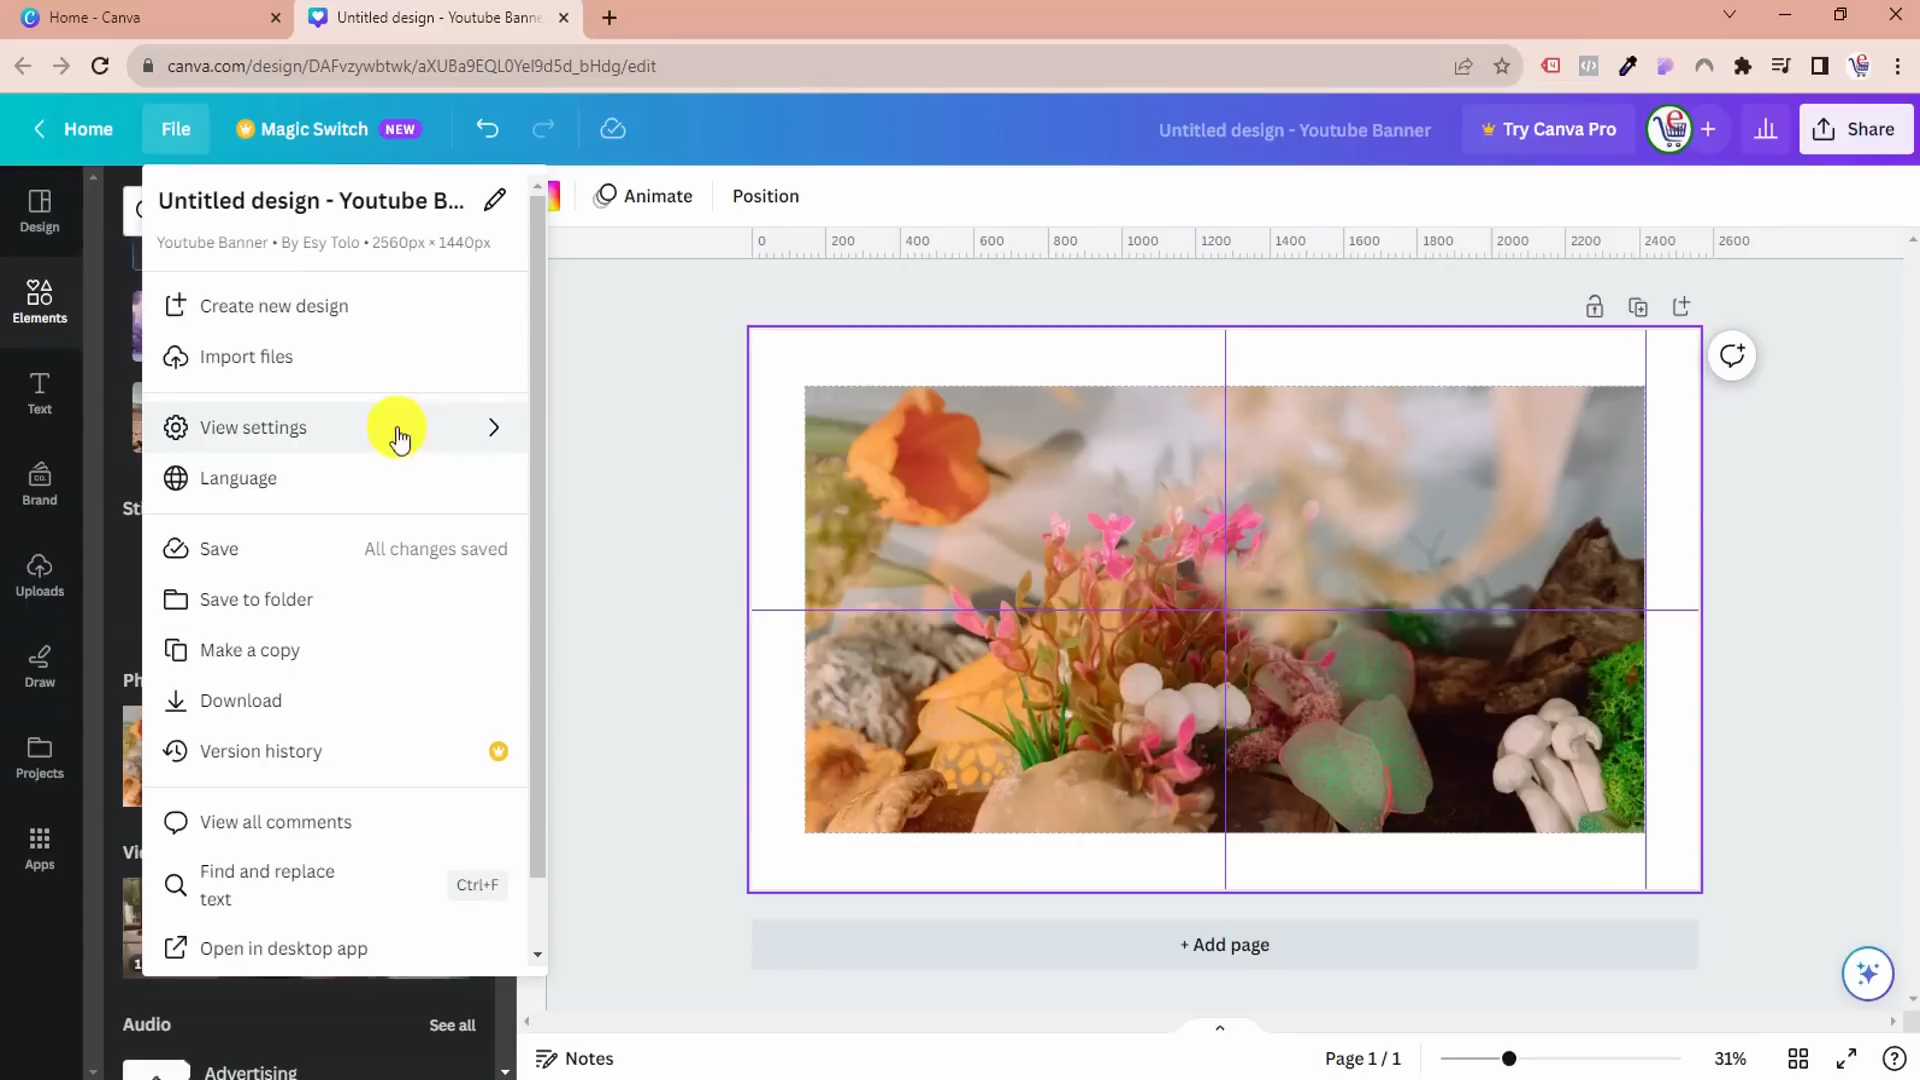 Home - Canva
Untitled design - Youtube Banne
canva.com/design/DAFvzywbtwk/aXUBa9EQL0Yel9d5d_bHdg/edit
Home
File
Magic Switch NEW
Untitled design - Youtube Banner
Try Canva Pro
Share
Design
Elements
Text
Brand
Uploads
Draw
Projects
Apps
Untitled design - Youtube B...
Youtube Banner • By Esy Tolo • 2560px × 1440px
Create new design
Import files
View settings
Language
Save All changes saved
Save to folder
Make a copy
Download
Version history
View all comments
Find and replace
text
Ctrl+F
Open in desktop app
Audio See all
Advertising
Animate
Position
0 200 400 600 800 1000 1200 1400 1600 1800 2000 2200 2400 2600
+ Add page
Notes
Page 1 / 1
31%